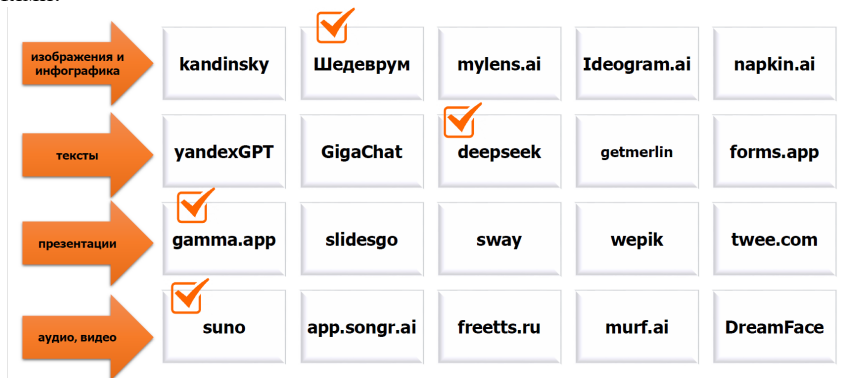 изображения и
инфографика
kandinsky
Шедеврум
mylens.ai
Ideogram.ai
napkin.ai
тексты
yandexGPT
GigaChat
deepseek
getmerlin
forms.app
презентации
gamma.app
slidesgo
sway
wepik
twee.com
аудио, видео
suno
app.songr.ai
freetts.ru
murf.ai
DreamFace